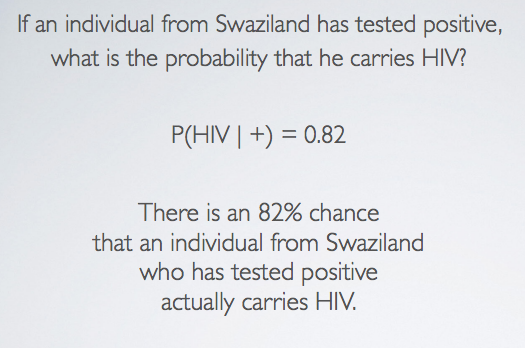 If an individual from Swaziland has tested positive,
what is the probability that he carries HIV?
P(HIV | +) = 0.82
There is an 82% chance
that an individual from Swaziland
who has tested positive
actually carries HIV.